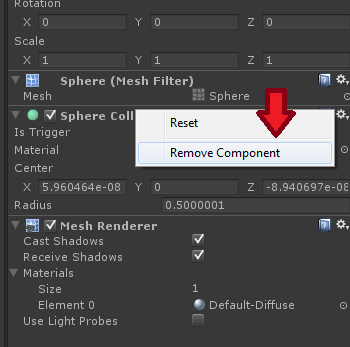 Rotation
X 0 Y 0 Z 0
Scale
X 1 Y 1 Z 1
Sphere (Mesh Filter)
Mesh Sphere
Sphere Coll
Reset
Is Trigger
Material
Remove Component
Center
X 5.960464e-08 Y 0 Z -8.940697e-08
Radius 0.5000001
Mesh Renderer
Cast Shadows
Receive Shadows
Materials
Size 1
Element 0 Default-Diffuse
Use Light Probes